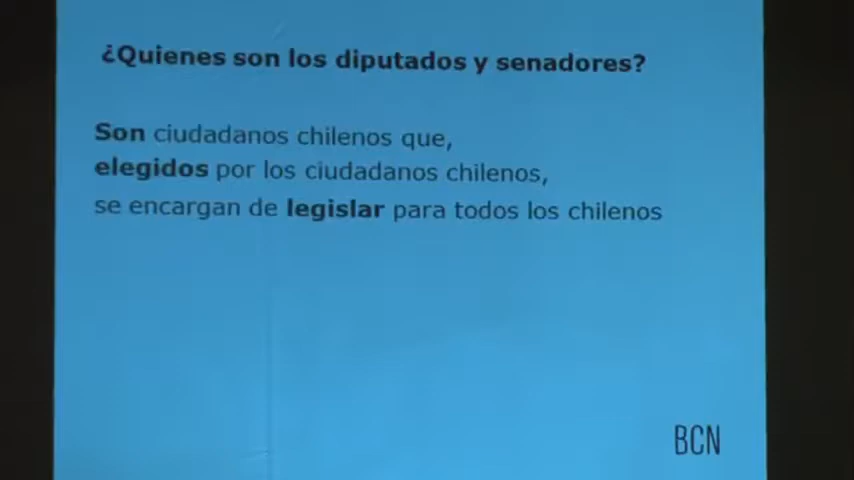 ¿Quienes son los diputados y senadores?
Son ciudadanos chilenos que,
elegidos por los ciudadanos chilenos,
se encargan de legislar para todos los chilenos
BCN